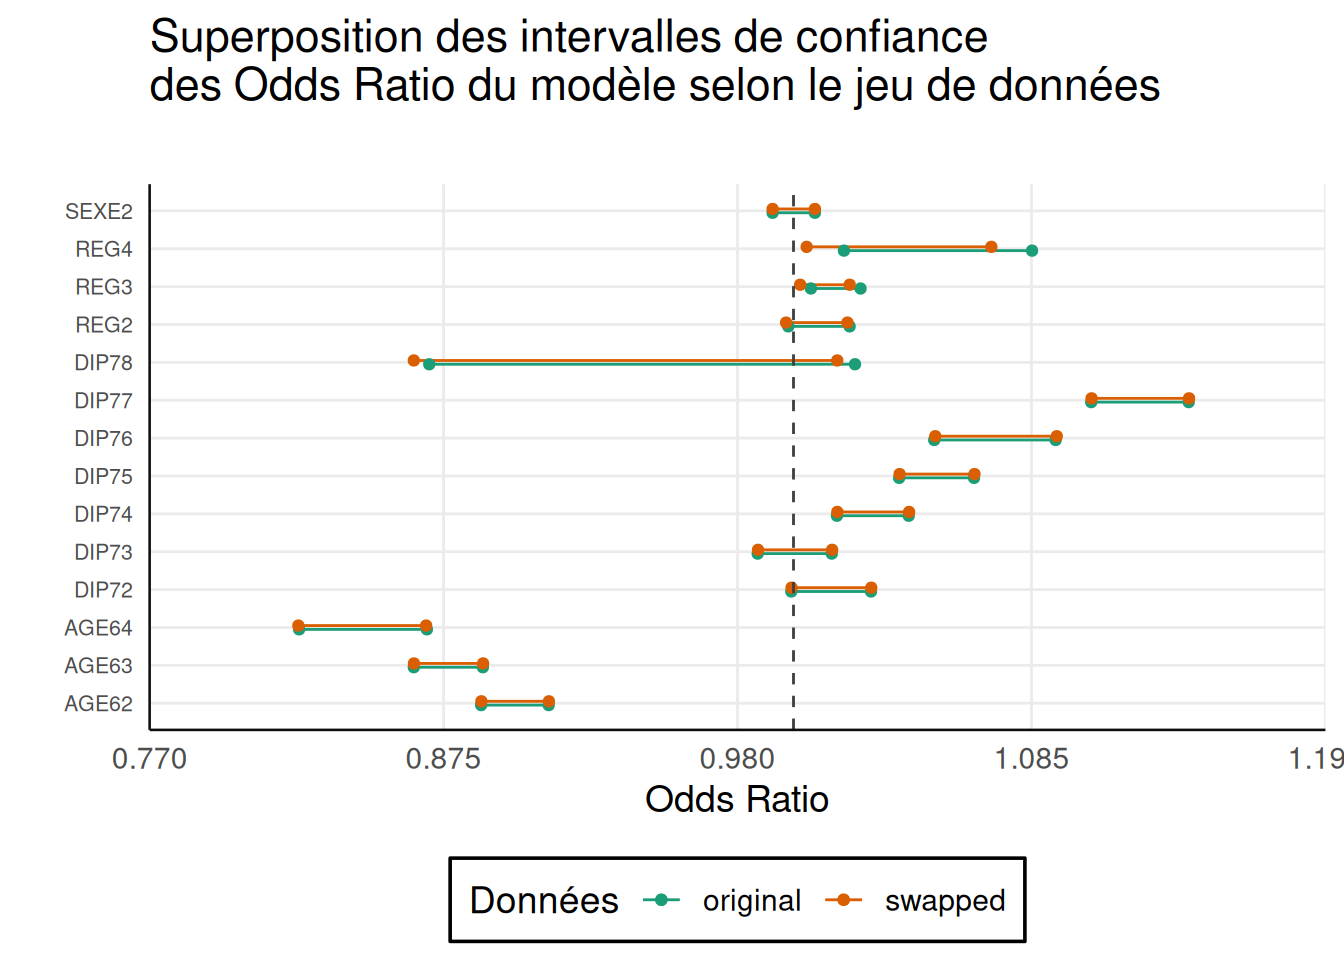 Superposition des intervalles de confiance
des Odds Ratio du modèle selon le jeu de données
SEXE2
REG4
REG3
REG2
DIP78
DIP77
DIP76
DIP75
DIP74
DIP73
DIP72
AGE64
AGE63
AGE62
0.770 0.875 0.980 1.085 1.19
Odds Ratio
Données original swapped